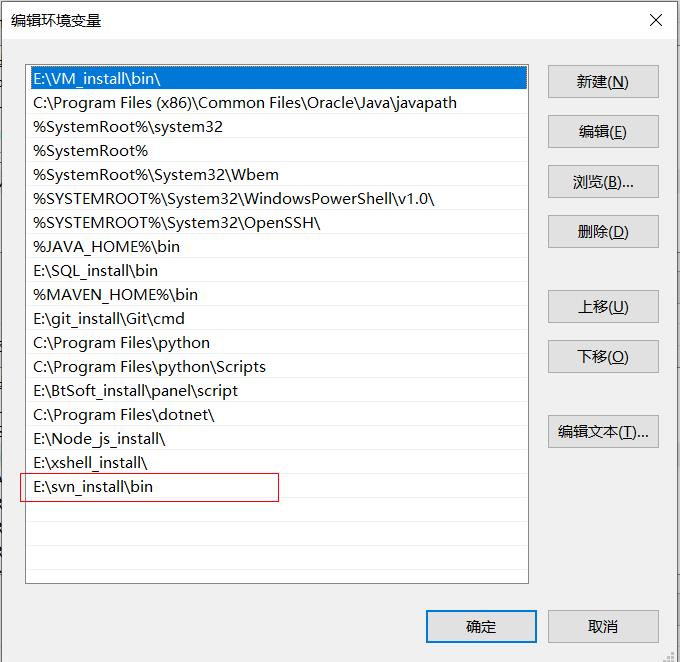 编辑环境变量
E:\VM_install\bin\
C:\Program Files (x86)\Common Files\Oracle\Java\javapath
%SystemRoot%\system32
%SystemRoot%
%SystemRoot%\System32\Wbem
%SYSTEMROOT%\System32\WindowsPowerShell\v1.0\
%SYSTEMROOT%\System32\OpenSSH\
%JAVA_HOME%\bin
E:\SQL_install\bin
%MAVEN_HOME%\bin
E:\git_install\Git\cmd
C:\Program Files\python
C:\Program Files\python\Scripts
E:\BtSoft_install\panel\script
C:\Program Files\dotnet\
E:\Node_js_install\
E:\xshell_install\
E:\svn_install\bin
新建(N)
编辑(E)
浏览(B)...
删除(D)
上移(U)
下移(O)
编辑文本(T)...
确定
取消